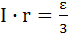 I · r = ε/3